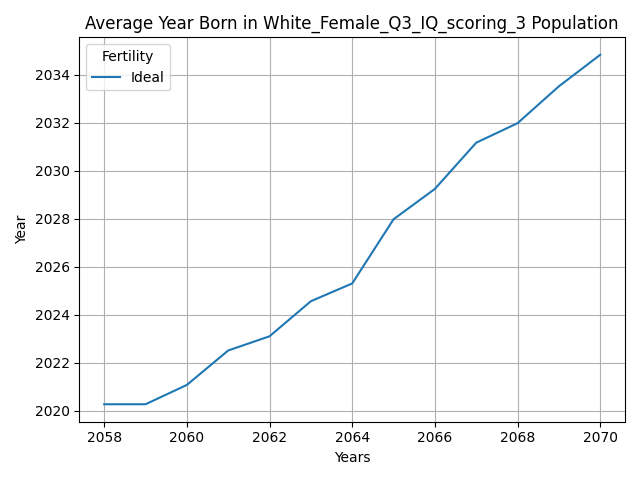 Average Year Born in White_Female_Q3_IQ_scoring_3 Population
Fertility
Ideal
2034
2032
2030
2028
2026
2024
2022
2020
Year
2058 2060 2062 2064 2066 2068 2070
Years